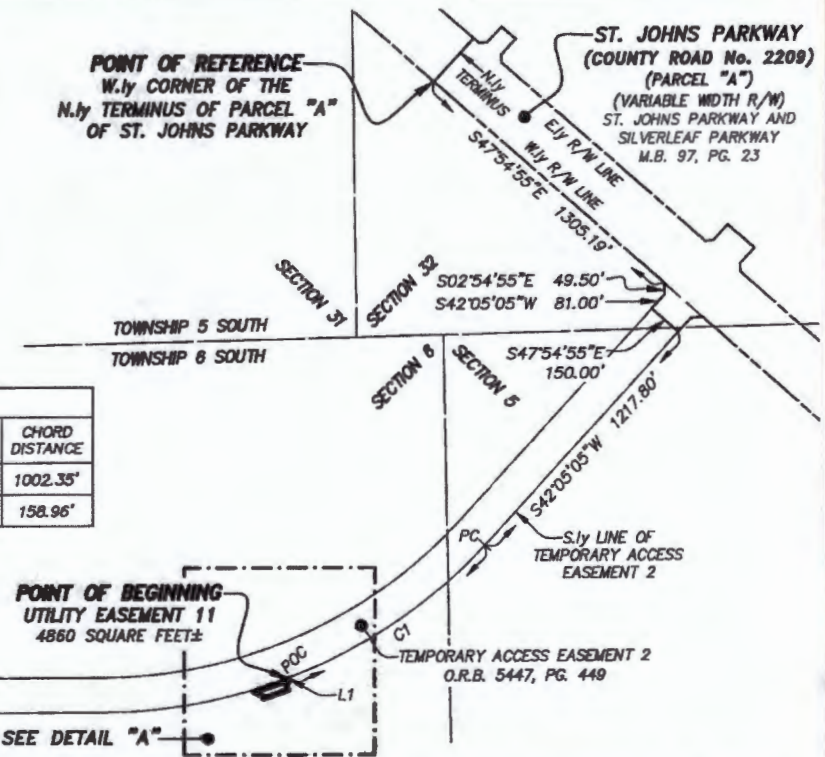 POINT OF REFERENCE
W.ly CORNER OF THE
N.ly TERMINUS OF PARCEL "A"
OF ST. JOHNS PARKWAY
ST. JOHNS PARKWAY
(COUNTY ROAD No. 2209)
(PARCEL "A")
(VARIABLE WIDTH R/W)
ST. JOHNS PARKWAY AND
SILVERLEAF PARKWAY
M.B. 97, PG. 23
N.ly
TERMINUS
E.ly R/W LINE
W.ly R/W LINE
S47°54'55"E 1305.19'
SECTION 31
SECTION 32
S02°54'55"E 49.50'
S42°05'05"W 81.00'
TOWNSHIP 5 SOUTH
TOWNSHIP 6 SOUTH
SECTION 6
SECTION 5
S47°54'55"E
150.00'
CHORD
DISTANCE
1002.35'
158.96'
S42°05'05"W 1217.80'
PC
S.ly LINE OF
TEMPORARY ACCESS
EASEMENT 2
POINT OF BEGINNING
UTILITY EASEMENT 11
4860 SQUARE FEET±
POC
C1
TEMPORARY ACCESS EASEMENT 2
O.R.B. 5447, PG. 449
L1
SEE DETAIL "A"